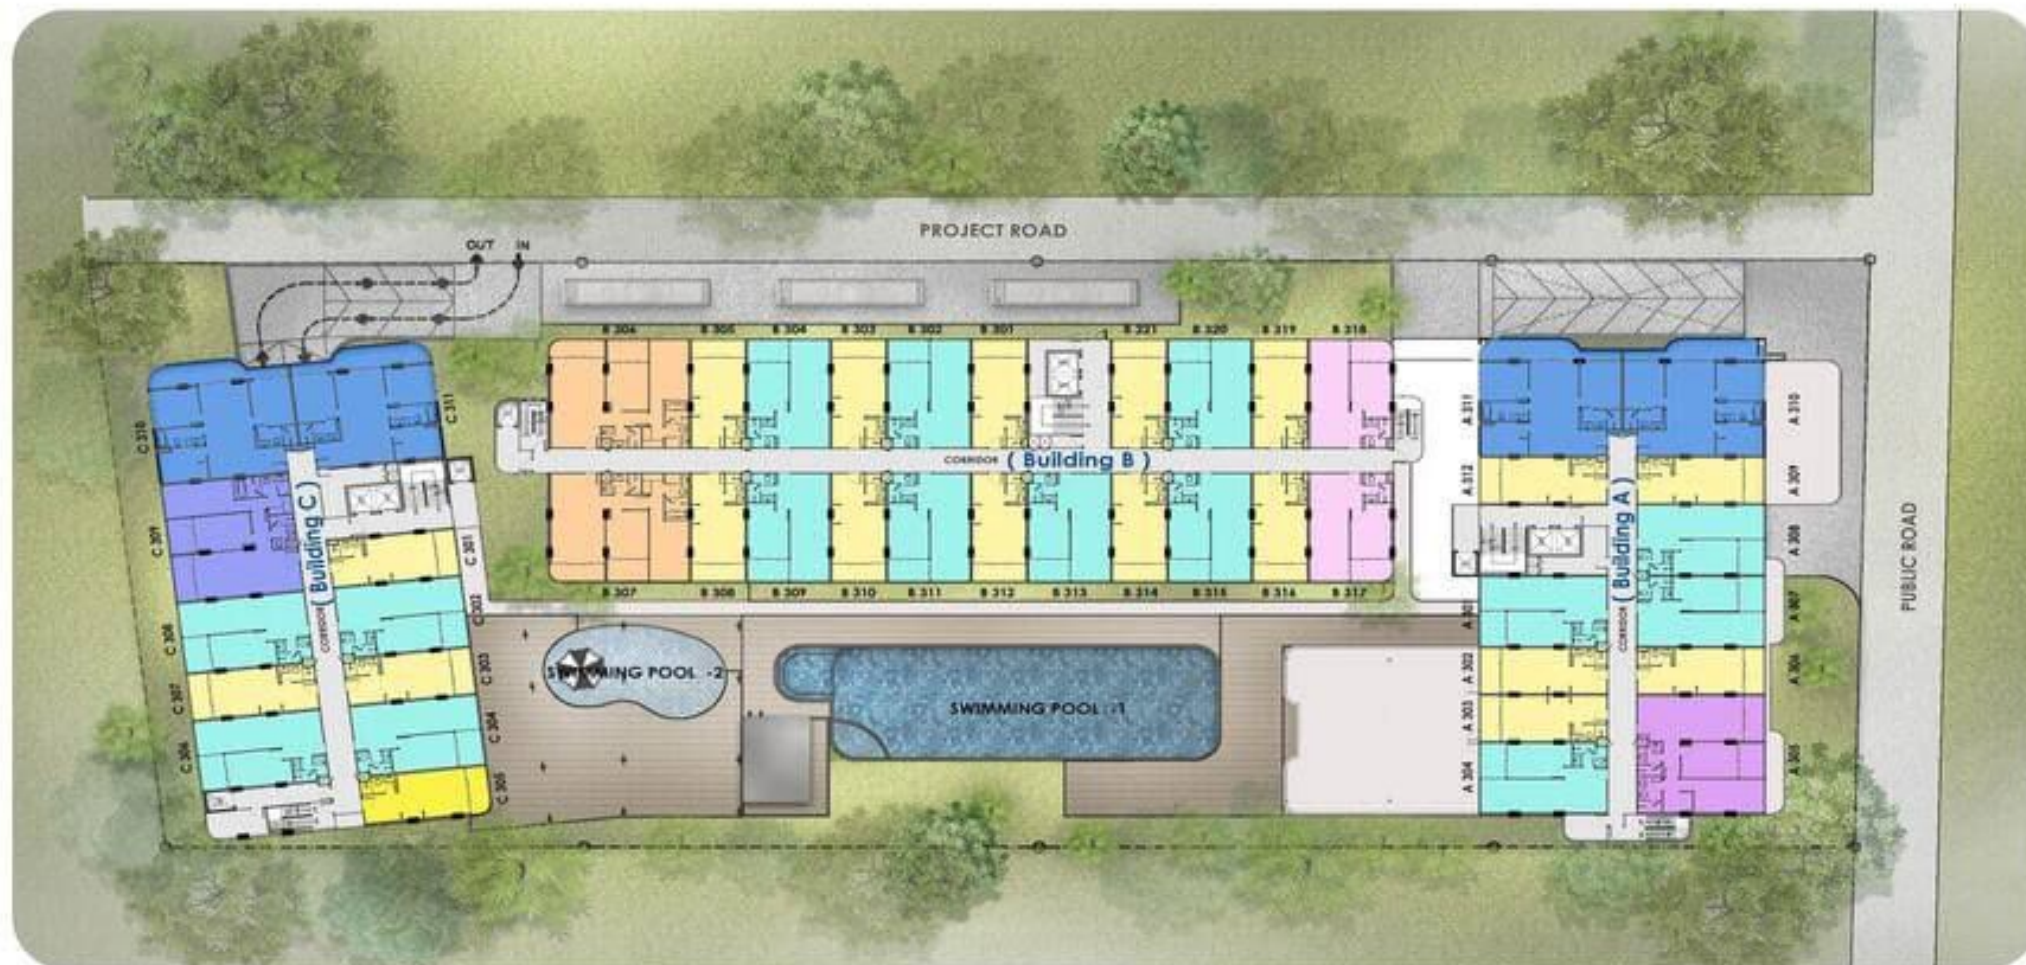 PROJECT ROAD
OUT IN
B 306 B 305 B 304 B 303 B 302 B 301 B 321 B 320 B 319 B 318
CORRIDOR ( Building B )
B 307 B 308 B 309 B 310 B 311 B 312 B 313 B 314 B 315 B 316 B 317
C 310
C 311
C 309
C 301
C 308
C 302
C 307
C 303
C 306
C 304
C 305
( Building C )
CORRIDOR
SWIMMING POOL -2
SWIMMING POOL -1
A 311
A 310
A 312
A 309
A 308
A 301
A 307
A 302
A 306
A 303
A 304
A 305
( Building A )
CORRIDOR
PUBLIC ROAD